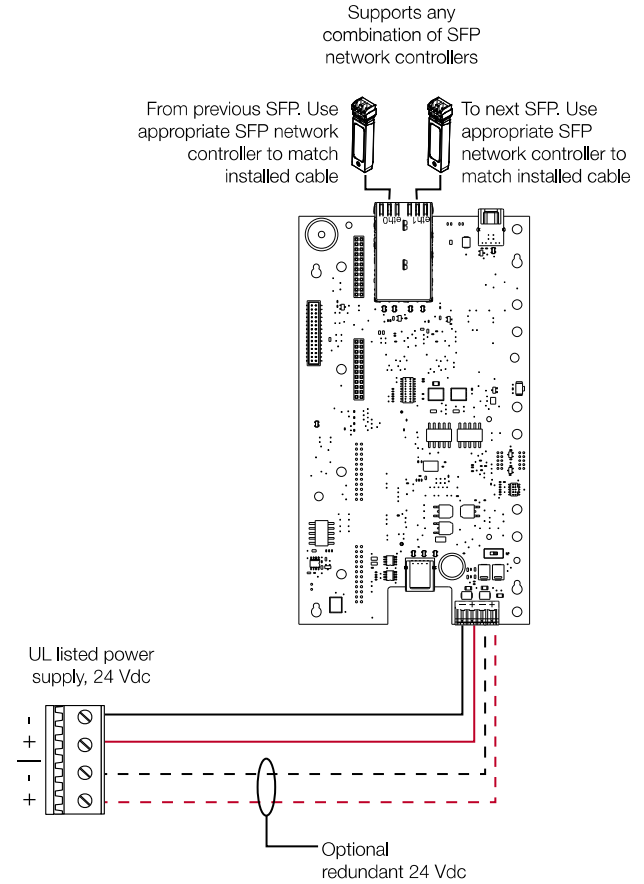 Supports any
combination of SFP
network controllers
From previous SFP. Use
appropriate SFP network
controller to match
installed cable
To next SFP. Use
appropriate SFP
network controller to
match installed cable
eth0
eth1
- + - +
UL listed power
supply, 24 Vdc
-
+
-
+
Optional
redundant 24 Vdc